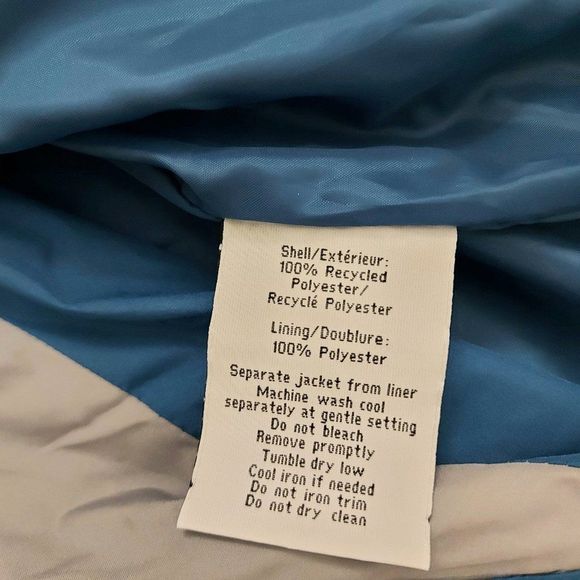 Shell/Extérieur:
100% Recycled
Polyester/
Recyclé Polyester
Lining/Doublure:
100% Polyester
Separate jacket from liner
Machine wash cool
separately at gentle setting
Do not bleach
Remove promptly
Tumble dry low
Cool iron if needed
Do not iron trim
Do not dry clean